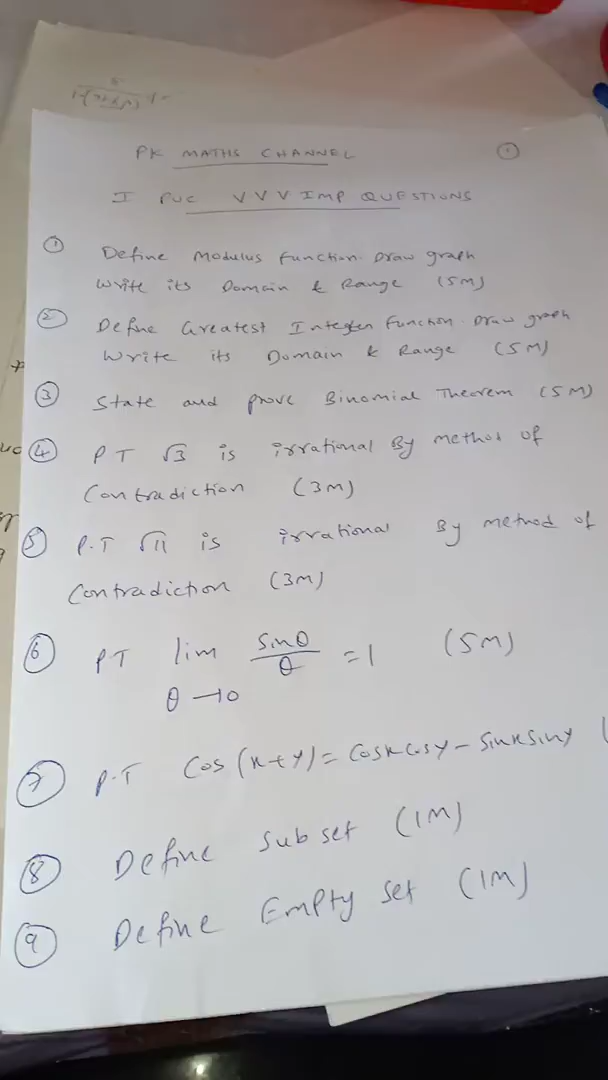 PK MATHS CHANNEL
①
I PUC VVV IMP QUESTIONS
① Define Modulus function. Draw graph
Write its Domain & Range (5M)
② Define Greatest Integer Function. Draw graph
Write its Domain & Range (5M)
③ State and prove Binomial Theorem (5M)
④ PT √3 is irrational By method of
Contradiction (3M)
⑤ P.T √11 is irrational By method of
Contradiction (3M)
⑥ PT lim sinθ/θ = 1 (5M)
θ→0
⑦ P.T Cos(x+y) = Cosx Cosy - Sinx Siny (
⑧ Define Subset (1M)
⑨ Define Empty set (1M)